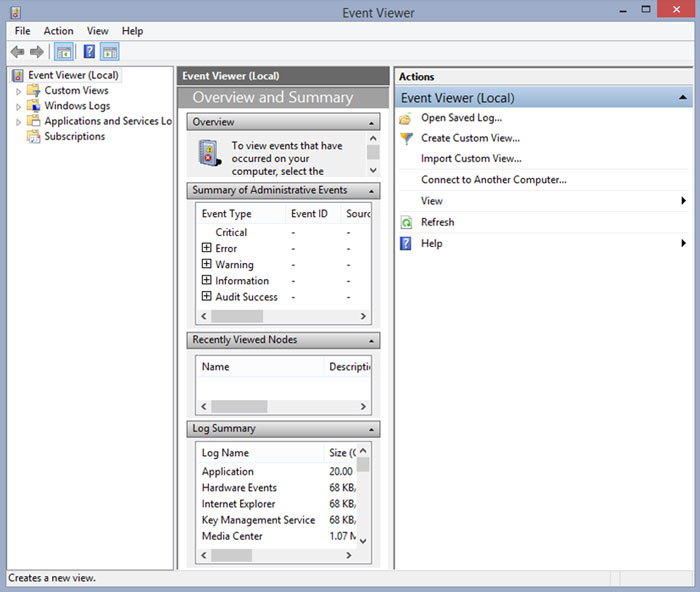 Event Viewer
File Action View Help
Event Viewer (Local)
Custom Views
Windows Logs
Applications and Services Lo
Subscriptions
Event Viewer (Local)
Overview and Summary
Overview
To view events that have
occurred on your
computer, select the
Summary of Administrative Events
Event Type Event ID Sourc
Critical - -
Error - -
Warning - -
Information - -
Audit Success - -
Recently Viewed Nodes
Name Descripti
Log Summary
Log Name Size (C
Application 20.00
Hardware Events 68 KB,
Internet Explorer 68 KB,
Key Management Service 68 KB,
Media Center 1.07 M
Actions
Event Viewer (Local)
Open Saved Log...
Create Custom View...
Import Custom View...
Connect to Another Computer...
View
Refresh
Help
Creates a new view.